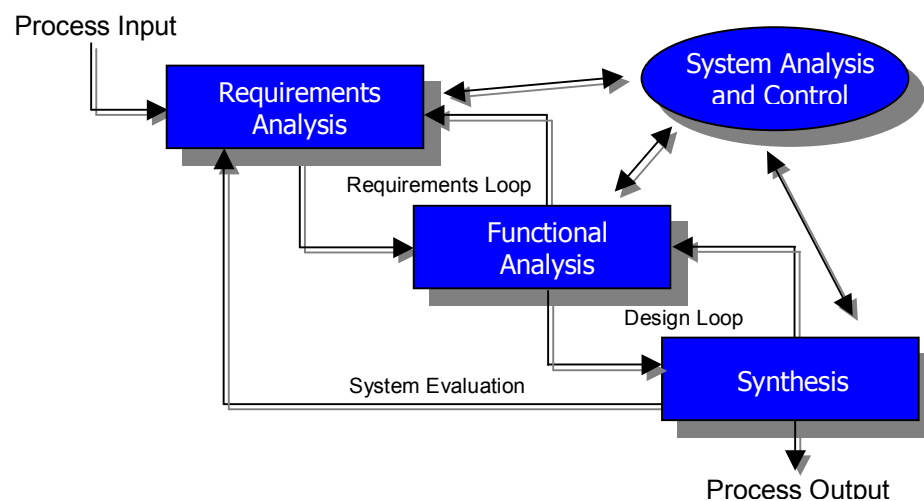 Process Input
Requirements
Analysis
System Analysis
and Control
Requirements Loop
Functional
Analysis
Design Loop
System Evaluation
Synthesis
Process Output